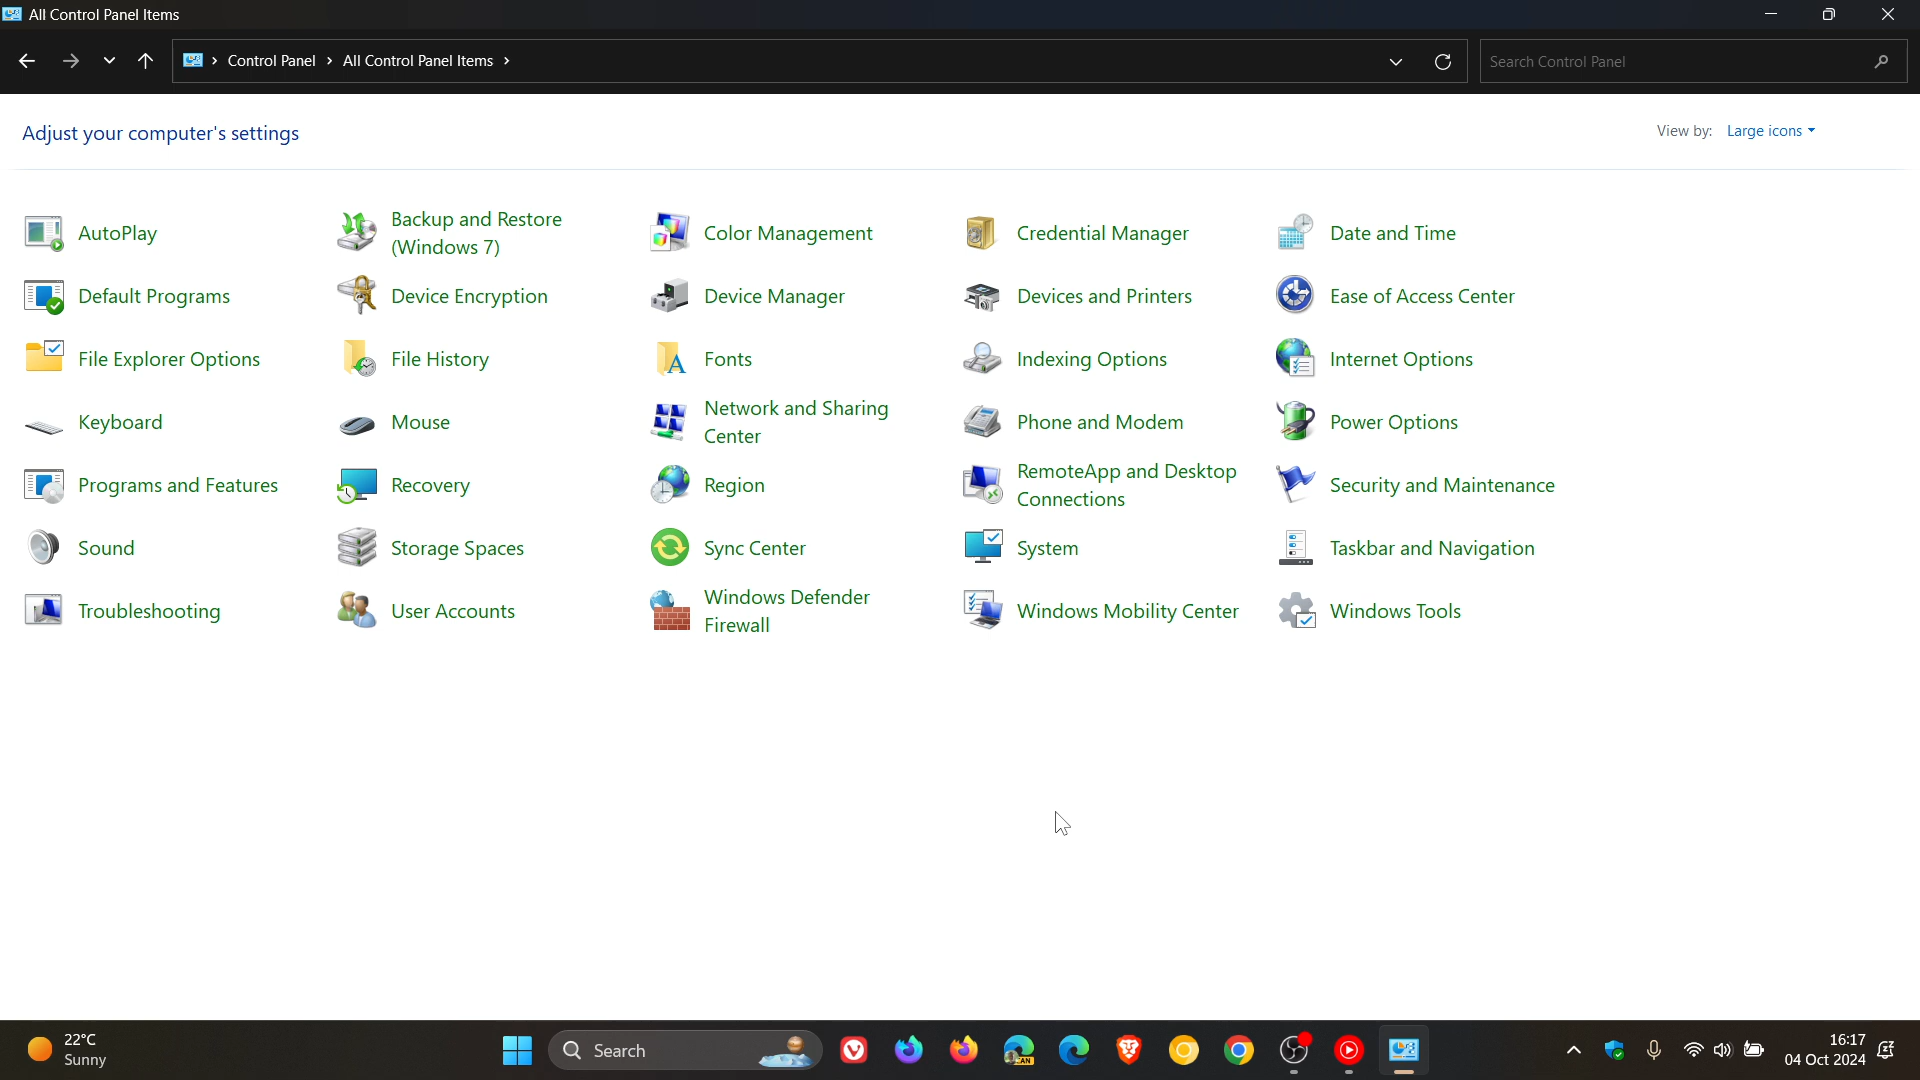 All Control Panel Items
Control Panel
All Control Panel Items
Search Control Panel
Adjust your computer's settings
View by:
Large icons
AutoPlay
Backup and Restore
(Windows 7)
Color Management
Credential Manager
Date and Time
Default Programs
Device Encryption
Device Manager
Devices and Printers
Ease of Access Center
File Explorer Options
File History
Fonts
Indexing Options
Internet Options
Keyboard
Mouse
Network and Sharing
Center
Phone and Modem
Power Options
Programs and Features
Recovery
Region
RemoteApp and Desktop
Connections
Security and Maintenance
Sound
Storage Spaces
Sync Center
System
Taskbar and Navigation
Troubleshooting
User Accounts
Windows Defender
Firewall
Windows Mobility Center
Windows Tools
22°C
Sunny
Search
CAN
16:17
04 Oct 2024